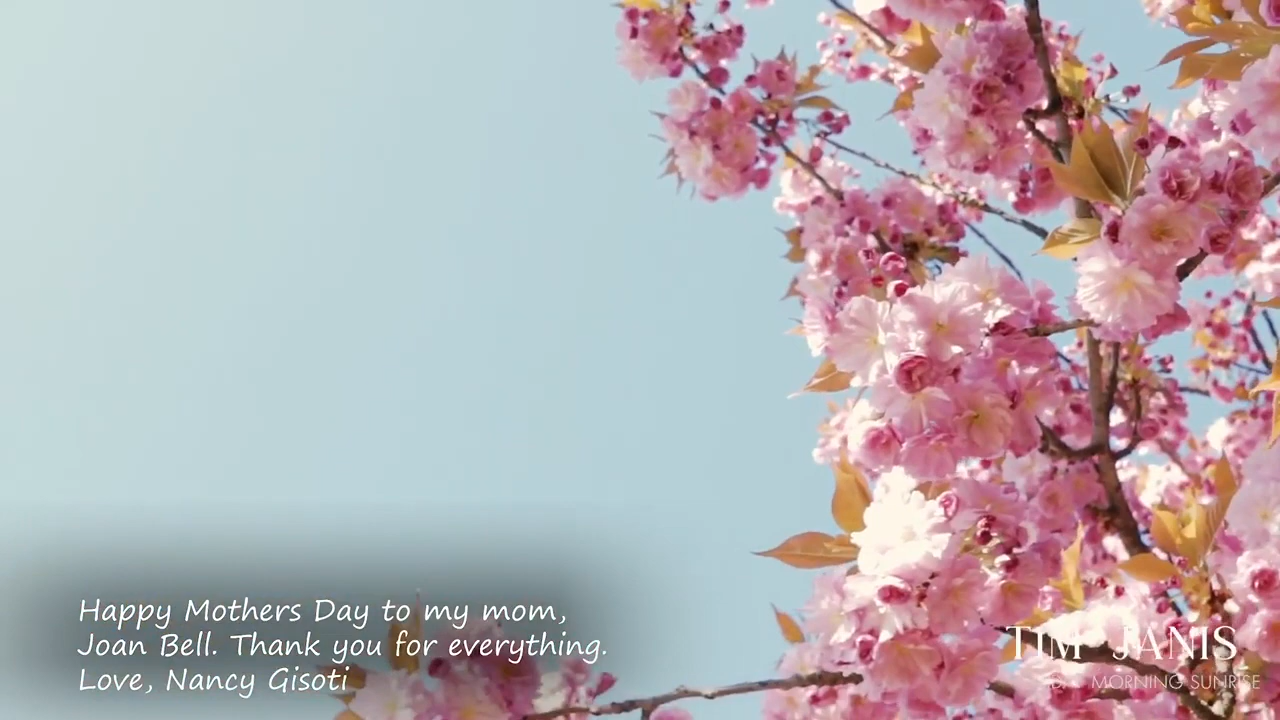 Happy Mothers Day to my mom,
Joan Bell. Thank you for everything.
Love, Nancy Gisoti
TIM JANIS
MORNING SUNRISE